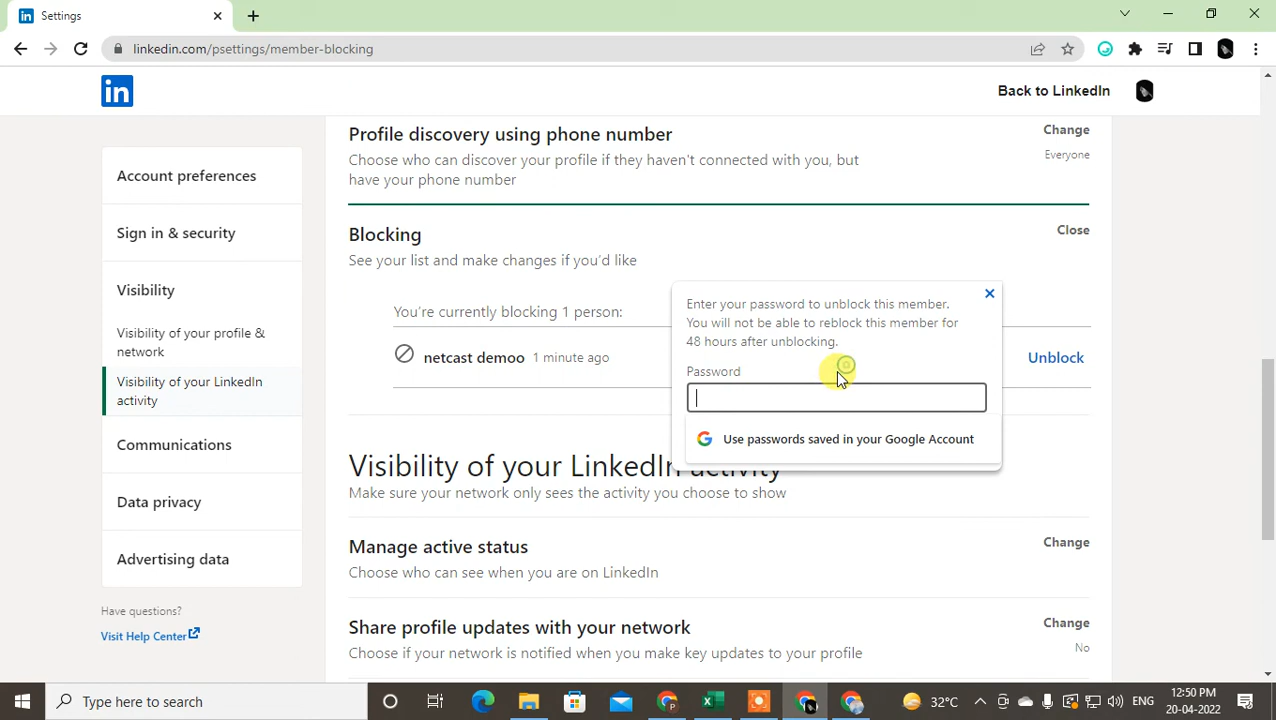 Settings
linkedin.com/psettings/member-blocking
in
Back to LinkedIn
Account preferences
Sign in & security
Visibility
Visibility of your profile &
network
Visibility of your LinkedIn
activity
Communications
Data privacy
Advertising data
Have questions?
Visit Help Center
Profile discovery using phone number
Change
Choose who can discover your profile if they haven't connected with you, but
have your phone number
Everyone
Blocking
Close
See your list and make changes if you'd like
You're currently blocking 1 person:
netcast demoo 1 minute ago
Unblock
Enter your password to unblock this member.
You will not be able to reblock this member for
48 hours after unblocking.
Password
Use passwords saved in your Google Account
Visibility of your LinkedIn activity
Make sure your network only sees the activity you choose to show
Manage active status
Change
Choose who can see when you are on LinkedIn
Share profile updates with your network
Change
Choose if your network is notified when you make key updates to your profile
No
Type here to search
32°C
ENG
12:50 PM
20-04-2022